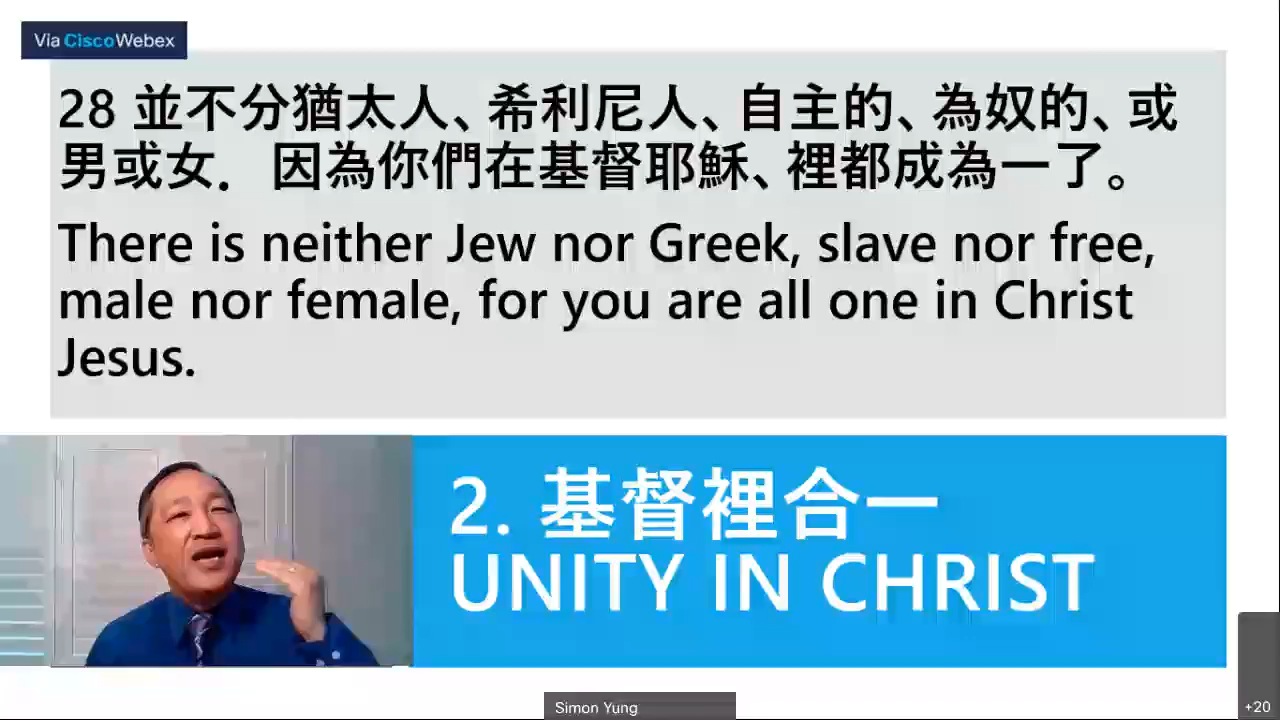 Via CiscoWebex
28 並不分猶太人、希利尼人、自主的、為奴的、或
男或女．因為你們在基督耶穌、裡都成為一了。
There is neither Jew nor Greek, slave nor free,
male nor female, for you are all one in Christ
Jesus.
2. 基督裡合一
UNITY IN CHRIST
Simon Yung
+20